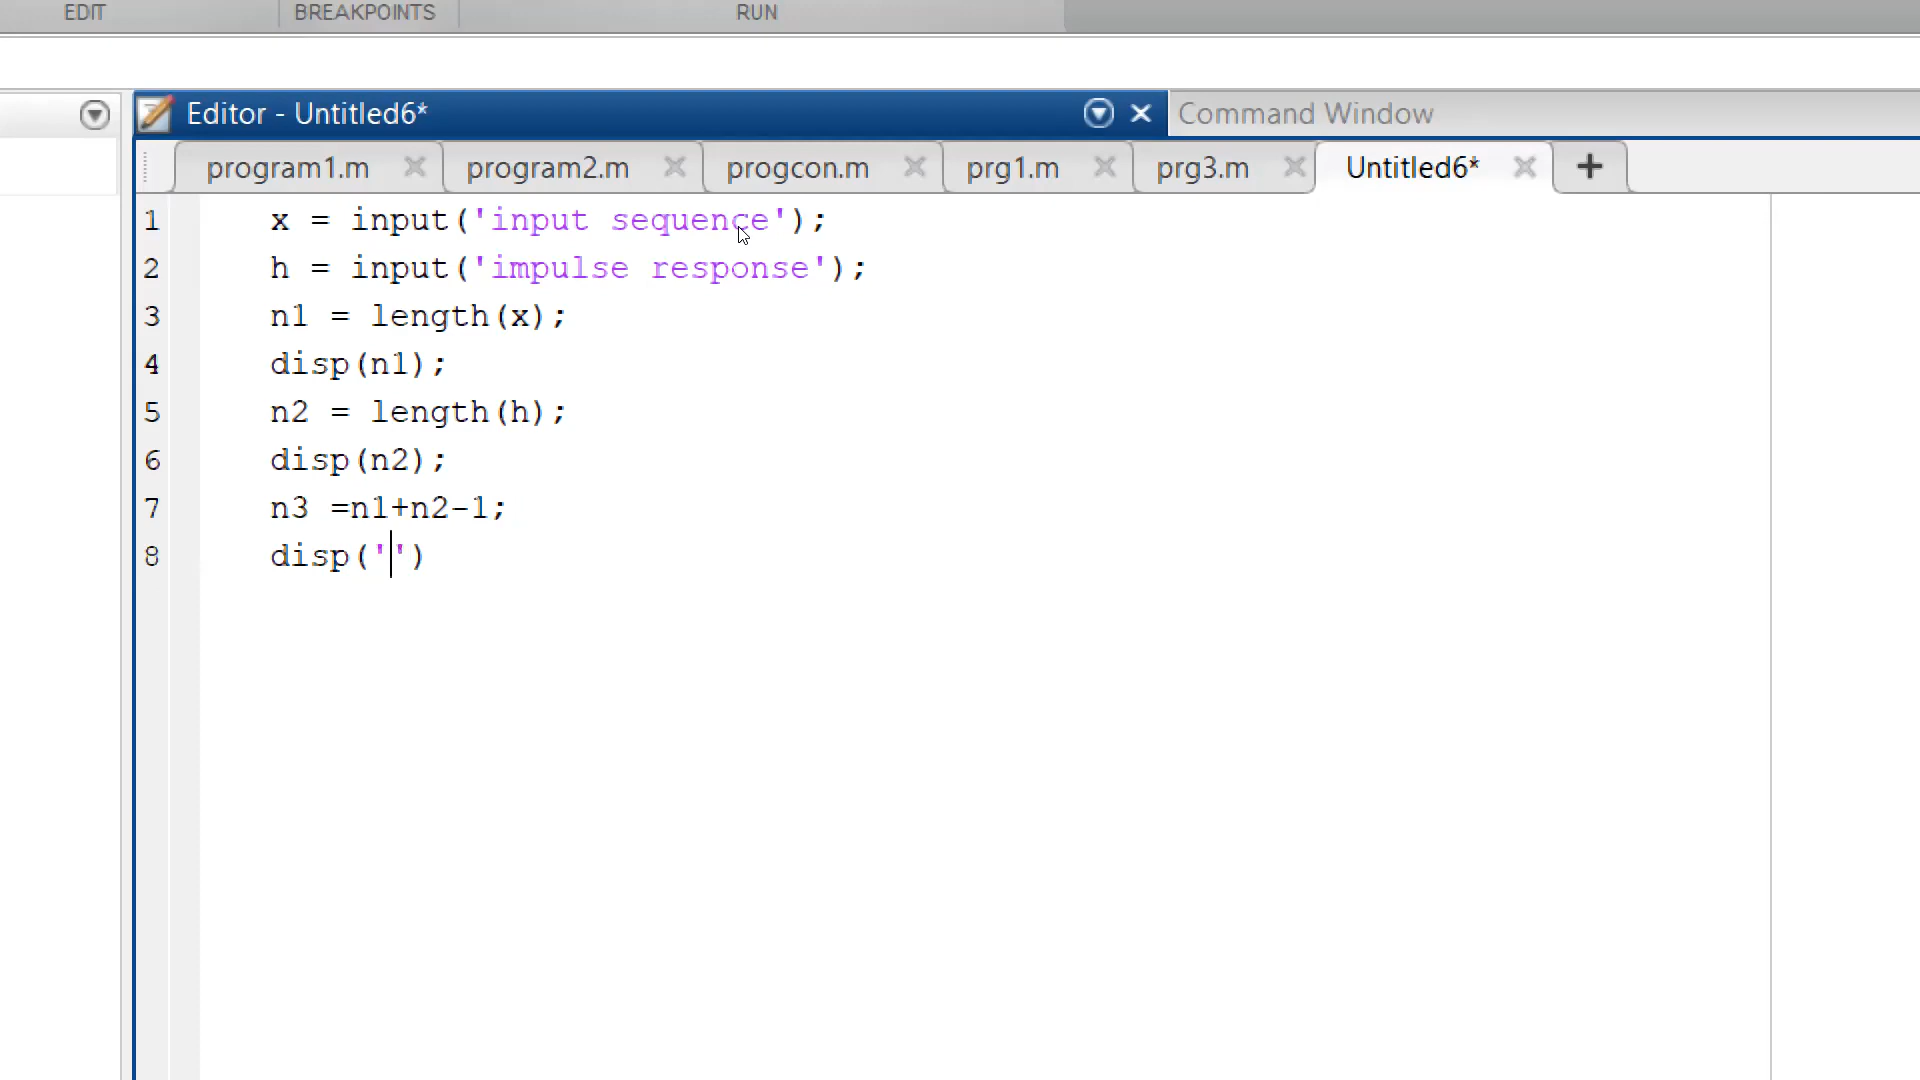 EDIT BREAKPOINTS RUN
Editor - Untitled6* Command Window
program1.m program2.m progcon.m prg1.m prg3.m Untitled6* +
1 x = input('input sequence');
2 h = input('impulse response');
3 n1 = length(x);
4 disp(n1);
5 n2 = length(h);
6 disp(n2);
7 n3 =n1+n2-1;
8 disp('')